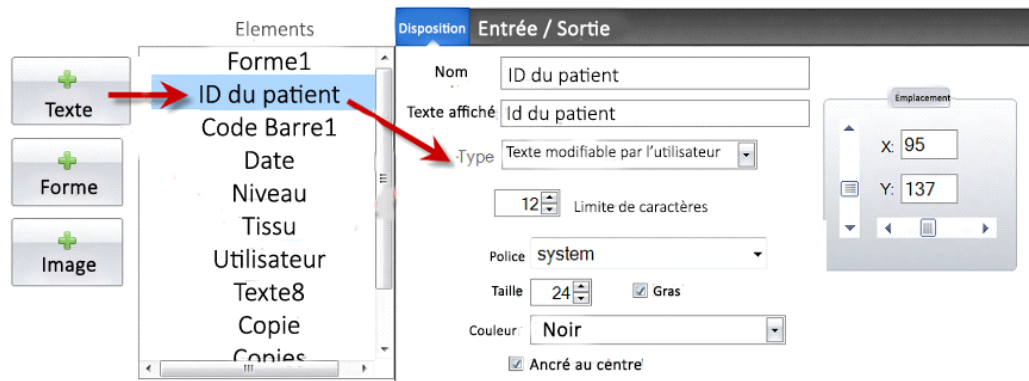 Elements
Disposition Entrée / Sortie
Texte
Forme
Image
Forme1
ID du patient
Code Barre1
Date
Niveau
Tissu
Utilisateur
Texte8
Copie
Copies
Nom ID du patient
Texte affiché Id du patient
Type Texte modifiable par l'utilisateur
12 Limite de caractères
Police system
Taille 24 Gras
Couleur Noir
Ancré au centre
Emplacement
X: 95
Y: 137